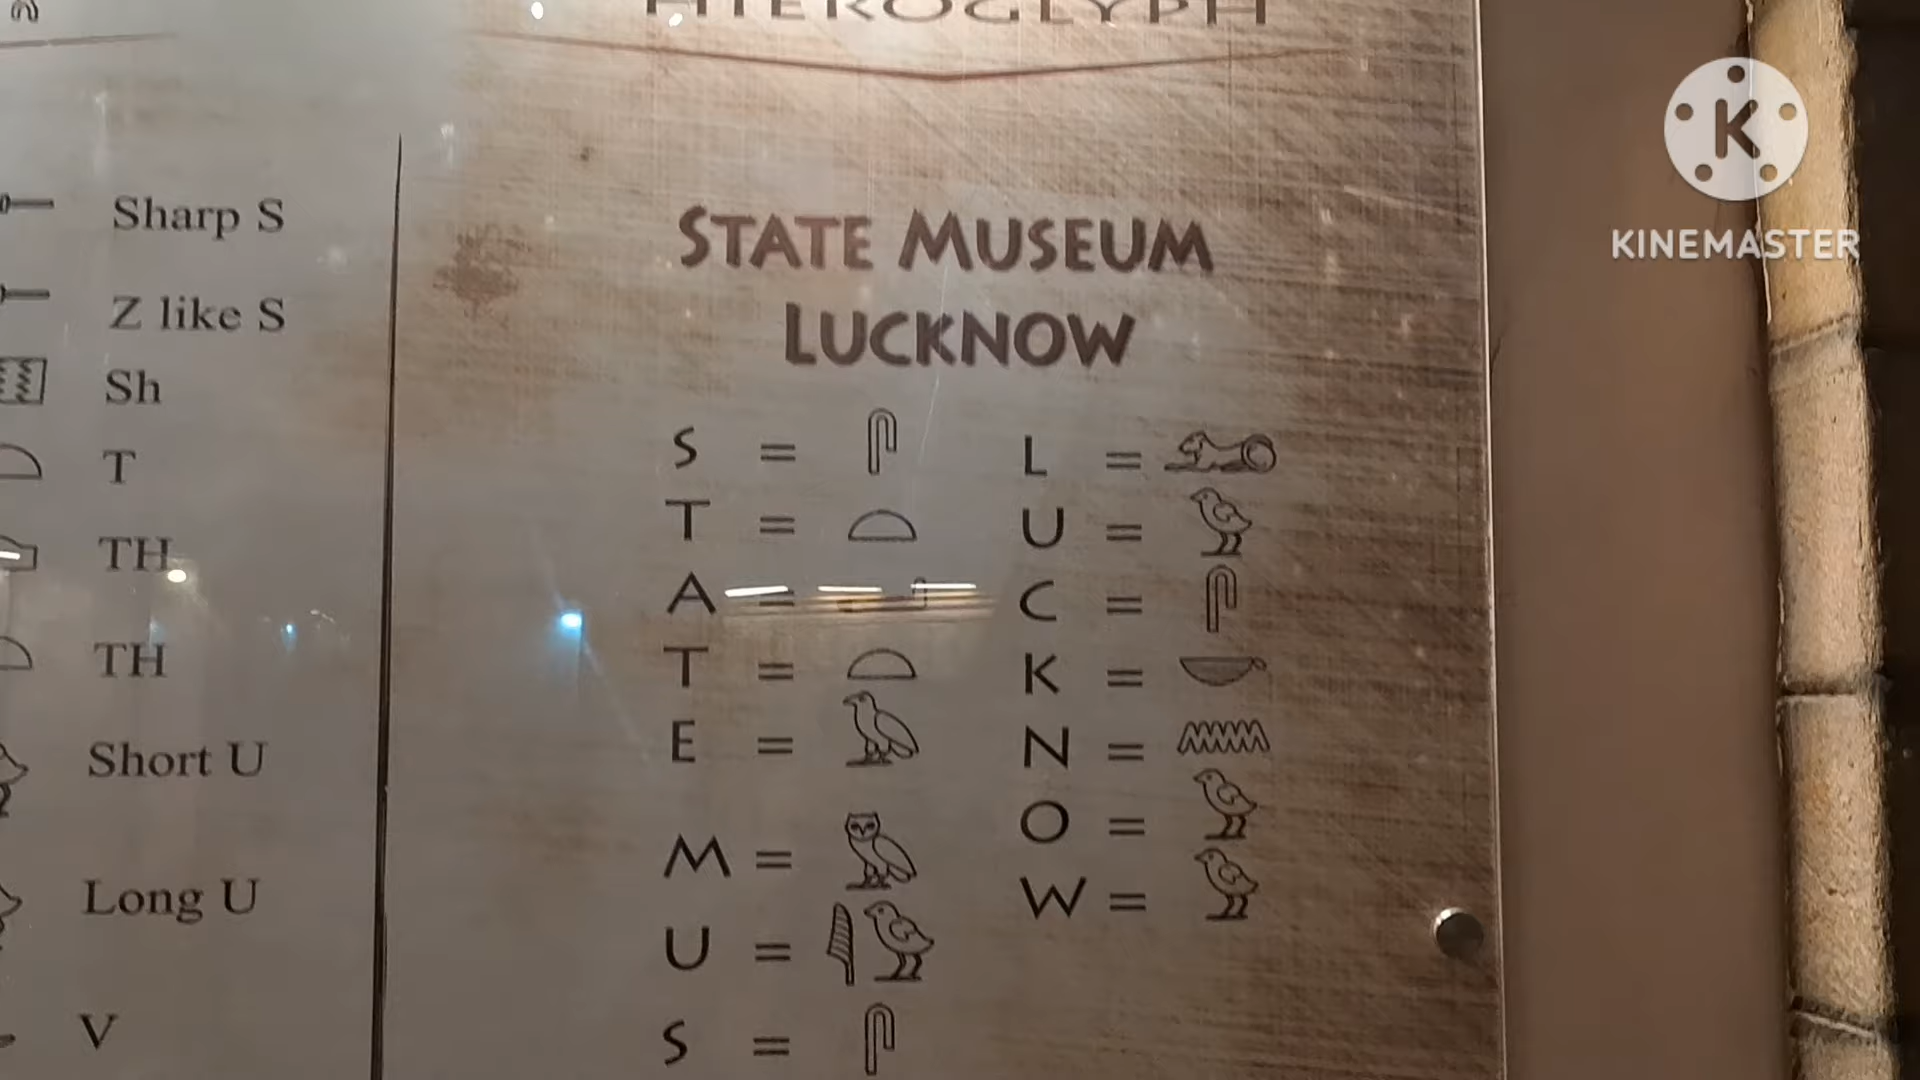 HIEROGLYPH
Sharp S
Z like S
Sh
T
TH
TH
Short U
Long U
V
STATE MUSEUM
LUCKNOW
S =
T =
A =
T =
E =
M =
U =
S =
L =
U =
C =
K =
N =
O =
W =
K
KINEMASTER